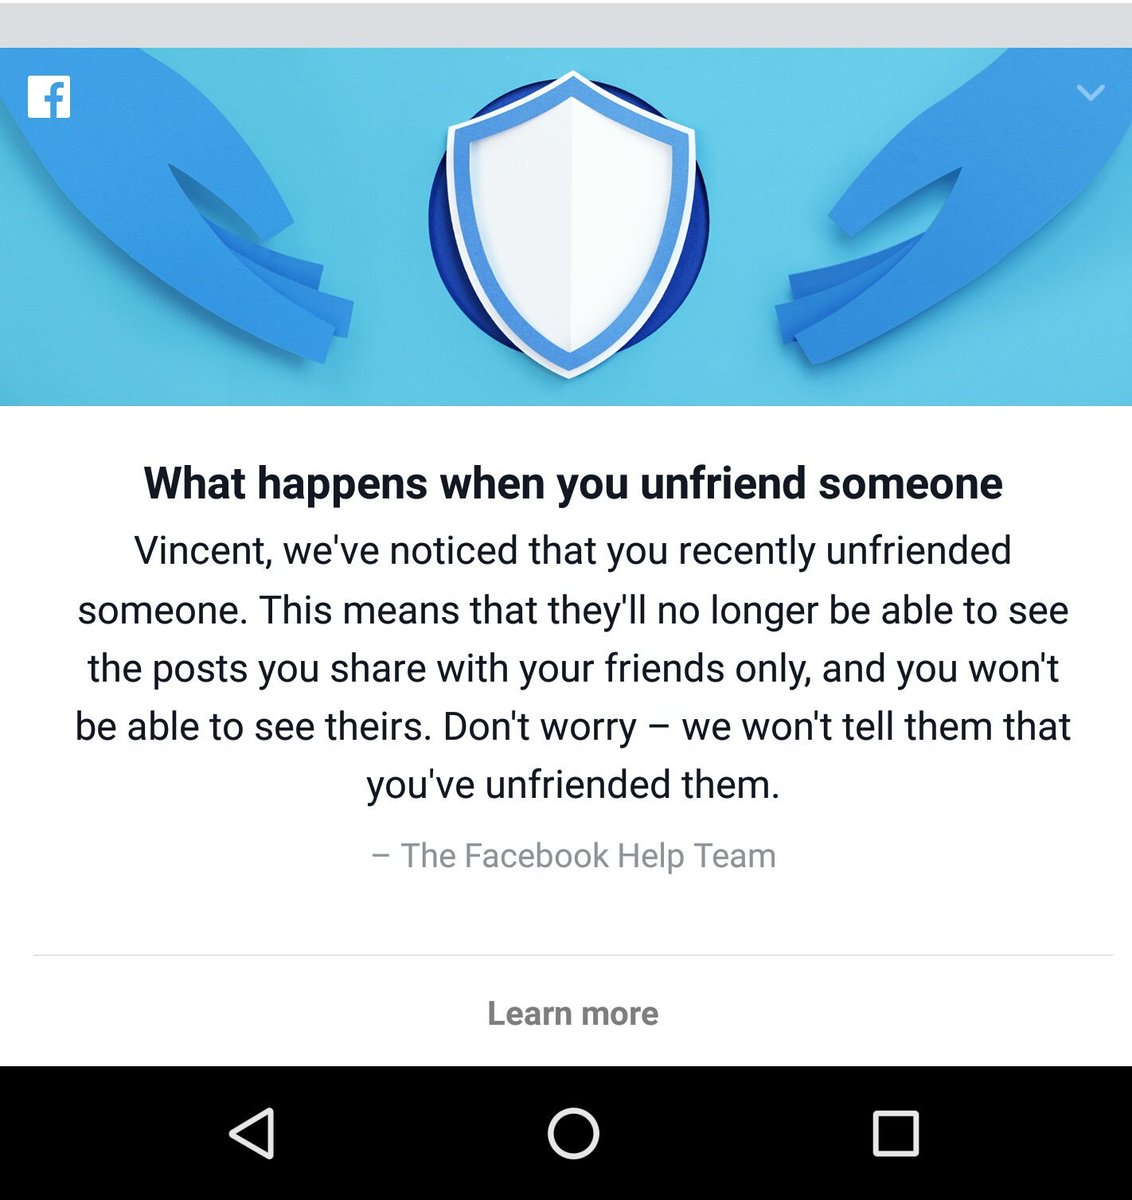 f
What happens when you unfriend someone
Vincent, we've noticed that you recently unfriended
someone. This means that they'll no longer be able to see
the posts you share with your friends only, and you won't
be able to see theirs. Don't worry – we won't tell them that
you've unfriended them.
– The Facebook Help Team
Learn more